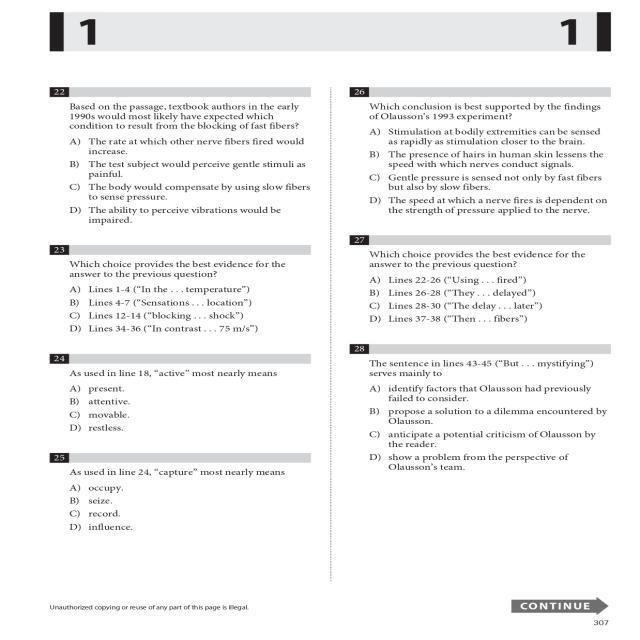 1
1
22
Based on the passage, textbook authors in the early
1990s would most likely have expected which
condition to result from the blocking of fast fibers?
A) The rate at which other nerve fibers fired would
increase.
B) The test subject would perceive gentle stimuli as
painful.
C) The body would compensate by using slow fibers
to sense pressure.
D) The ability to perceive vibrations would be
impaired.
23
Which choice provides the best evidence for the
answer to the previous question?
A) Lines 1-4 (“In the . . . temperature”)
B) Lines 4-7 (“Sensations . . . location”)
C) Lines 12-14 (“blocking . . . shock”)
D) Lines 34-36 (“In contrast . . . 75 m/s”)
24
As used in line 18, “active” most nearly means
A) present.
B) attentive.
C) movable.
D) restless.
25
As used in line 24, “capture” most nearly means
A) occupy.
B) seize.
C) record.
D) influence.
26
Which conclusion is best supported by the findings
of Olausson’s 1993 experiment?
A) Stimulation at bodily extremities can be sensed
as rapidly as stimulation closer to the brain.
B) The presence of hairs in human skin lessens the
speed with which nerves conduct signals.
C) Gentle pressure is sensed not only by fast fibers
but also by slow fibers.
D) The speed at which a nerve fires is dependent on
the strength of pressure applied to the nerve.
27
Which choice provides the best evidence for the
answer to the previous question?
A) Lines 22-26 (“Using . . . fired”)
B) Lines 26-28 (“They . . . delayed”)
C) Lines 28-30 (“The delay . . . later”)
D) Lines 37-38 (“Then . . . fibers”)
28
The sentence in lines 43-45 (“But . . . mystifying”)
serves mainly to
A) identify factors that Olausson had previously
failed to consider.
B) propose a solution to a dilemma encountered by
Olausson.
C) anticipate a potential criticism of Olausson by
the reader.
D) show a problem from the perspective of
Olausson’s team.
Unauthorized copying or reuse of any part of this page is illegal.
CONTINUE
307